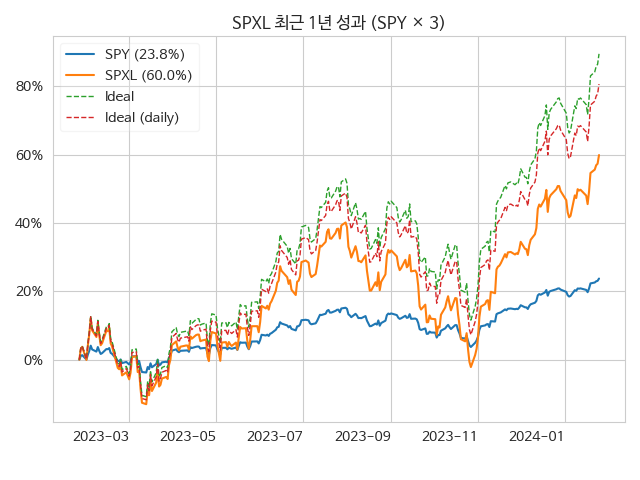 SPXL 최근 1년 성과 (SPY × 3)
SPY (23.8%)
SPXL (60.0%)
Ideal
Ideal (daily)
80%
60%
40%
20%
0%
2023−03
2023−05
2023−07
2023−09
2023−11
2024−01